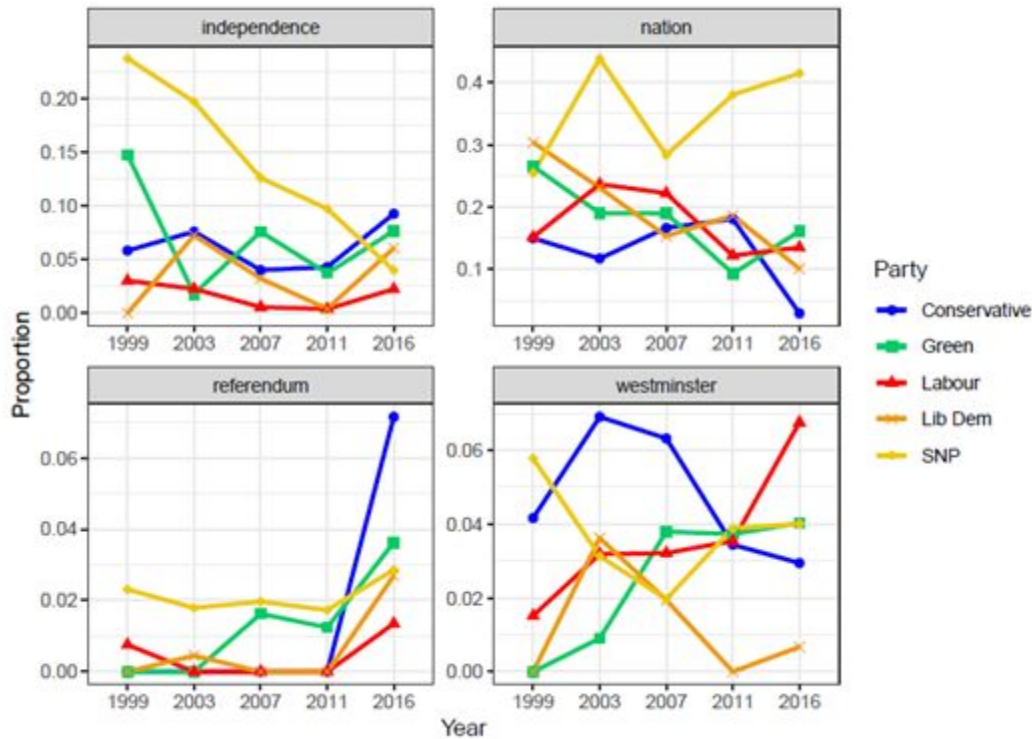 independence
nation
0.20
0.15
0.10
0.05
0.00
0.4
0.3
0.2
0.1
1999 2003 2007 2011 2016
1999 2003 2007 2011 2016
Proportion
referendum
westminster
0.06
0.04
0.02
0.00
0.06
0.04
0.02
0.00
1999 2003 2007 2011 2016
1999 2003 2007 2011 2016
Year
Party
Conservative
Green
Labour
Lib Dem
SNP